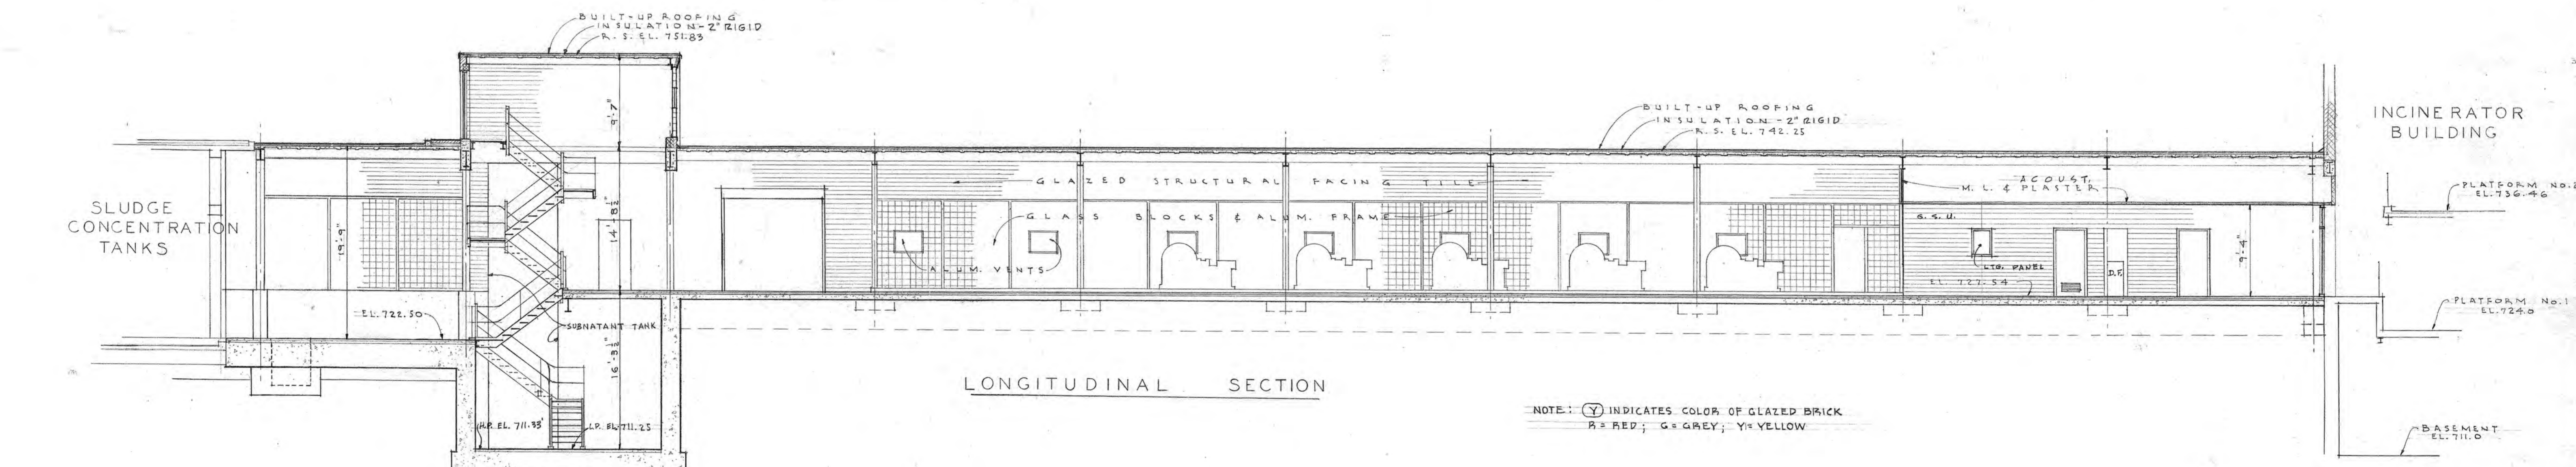 BUILT-UP ROOFING
INSULATION-2" RIGID
R. S. EL. 751.83
9'-7"
BUILT-UP ROOFING
INSULATION-2" RIGID
R. S. EL. 742.25
INCINERATOR
BUILDING
GLAZED STRUCTURAL FACING TILE
ACOUST.
M. L. & PLASTER
PLATFORM NO.
EL. 736.46
SLUDGE
CONCENTRATION
TANKS
19'-9"
14'-8½"
GLASS BLOCKS & ALUM. FRAME
G. S. U.
9'-4"
ALUM. VENTS
LTG. PANEL
D.F.
EL. 727.54
EL. 722.50
SUBNATANT TANK
PLATFORM No.1
EL. 724.0
16'-3½"
LONGITUDINAL SECTION
NOTE: Y INDICATES COLOR OF GLAZED BRICK
R = RED; G = GREY; Y = YELLOW
H.P. EL. 711.33'
L.P. EL. 711.25
BASEMENT
EL. 711.0